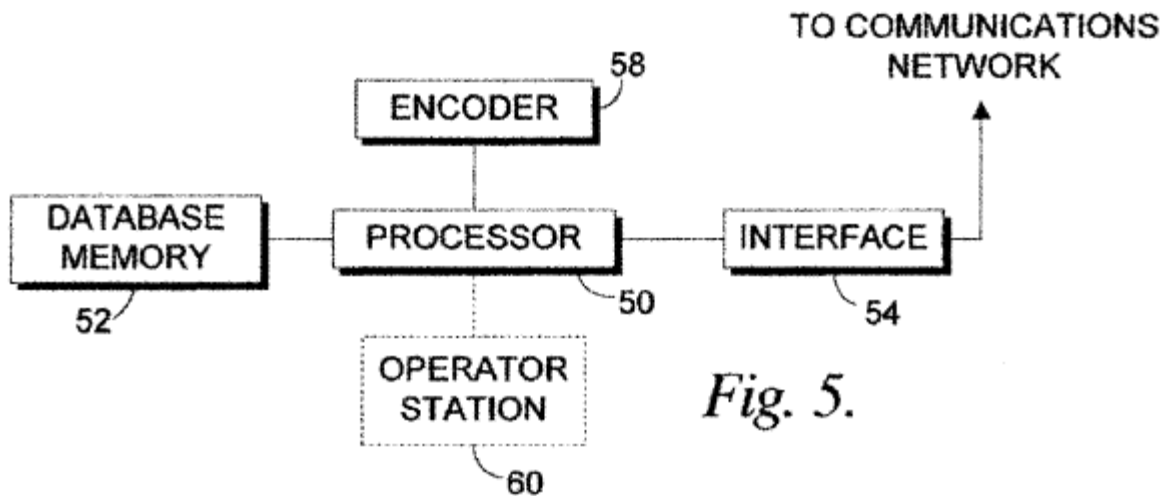 TO COMMUNICATIONS
NETWORK
58
ENCODER
DATABASE
MEMORY
PROCESSOR
INTERFACE
52
50
54
OPERATOR
STATION
Fig. 5.
60